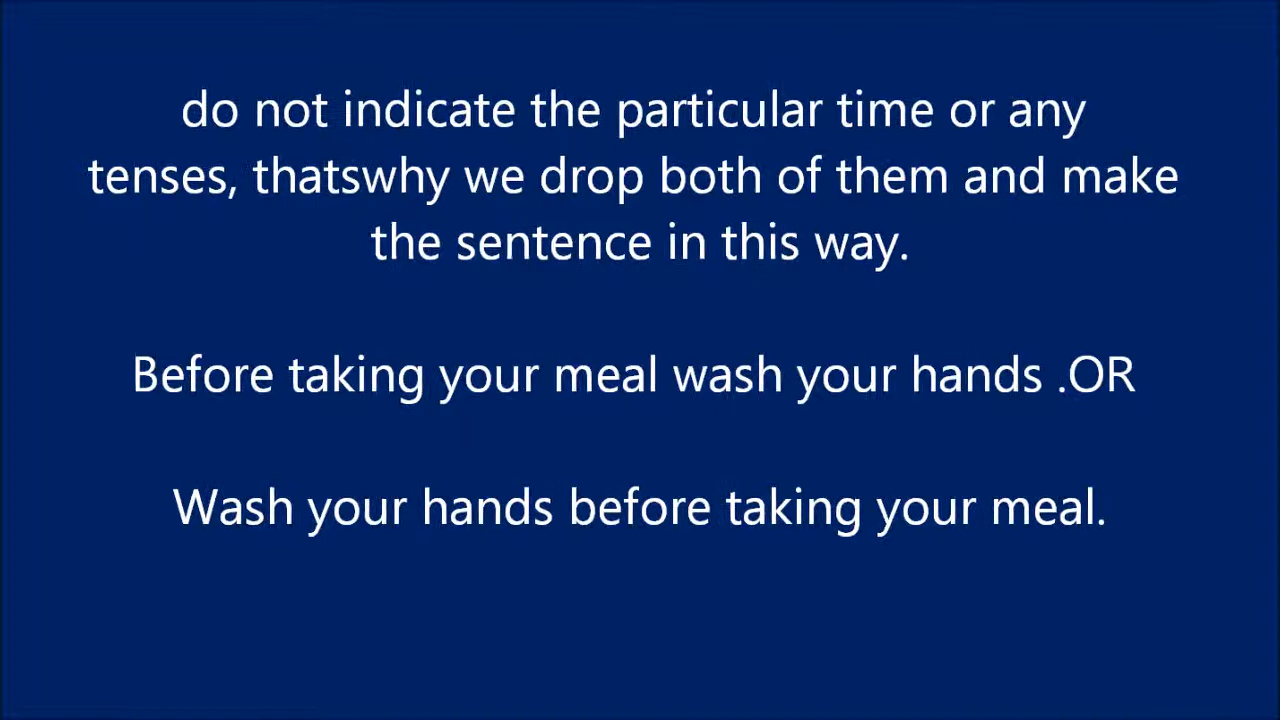 do not indicate the particular time or any
tenses, thatswhy we drop both of them and make
the sentence in this way.
Before taking your meal wash your hands .OR
Wash your hands before taking your meal.